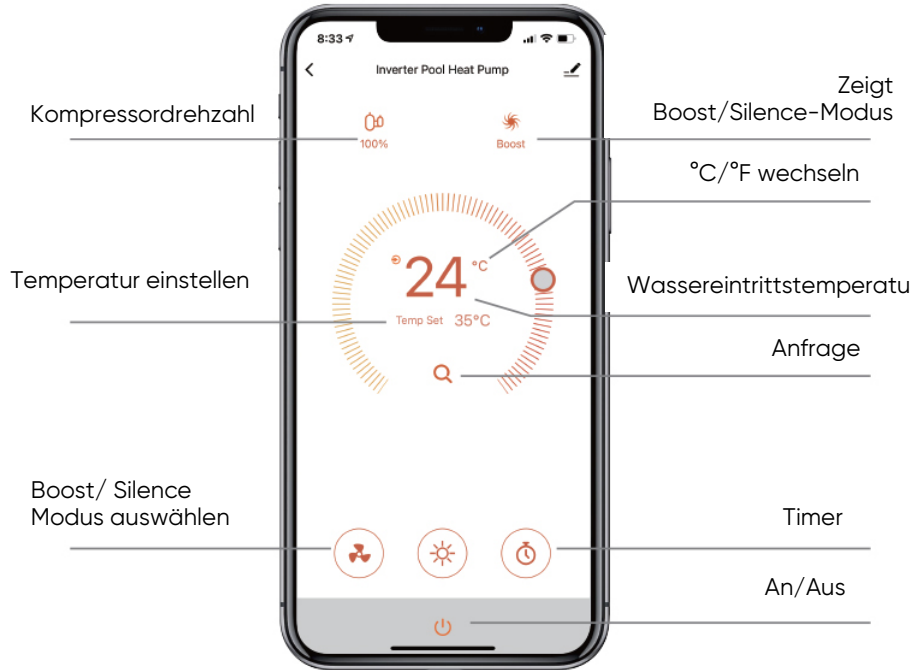 8:33
Inverter Pool Heat Pump
Zeigt
Boost/Silence-Modus
Kompressordrehzahl
100%
Boost
°C/°F wechseln
24 °C
Temperatur einstellen
Wassereintrittstemperatu
Temp Set 35°C
Anfrage
Boost/ Silence
Modus auswählen
Timer
An/Aus